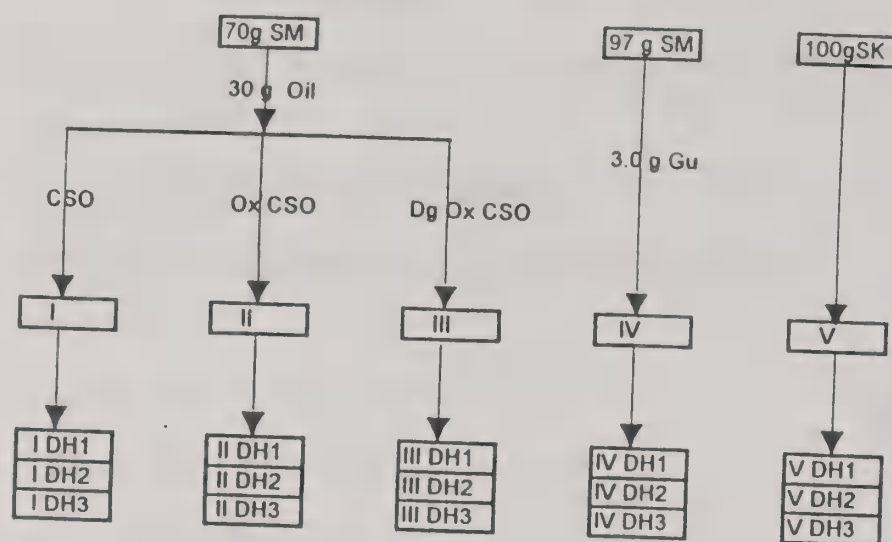 70g SM
97 g SM
100gSK
30 g Oil
3.0 g Gu
CSO
Ox CSO
Dg Ox CSO
I
II
III
IV
V
I DH1
I DH2
I DH3
II DH1
II DH2
II DH3
III DH1
III DH2
III DH3
IV DH1
IV DH2
IV DH3
V DH1
V DH2
V DH3